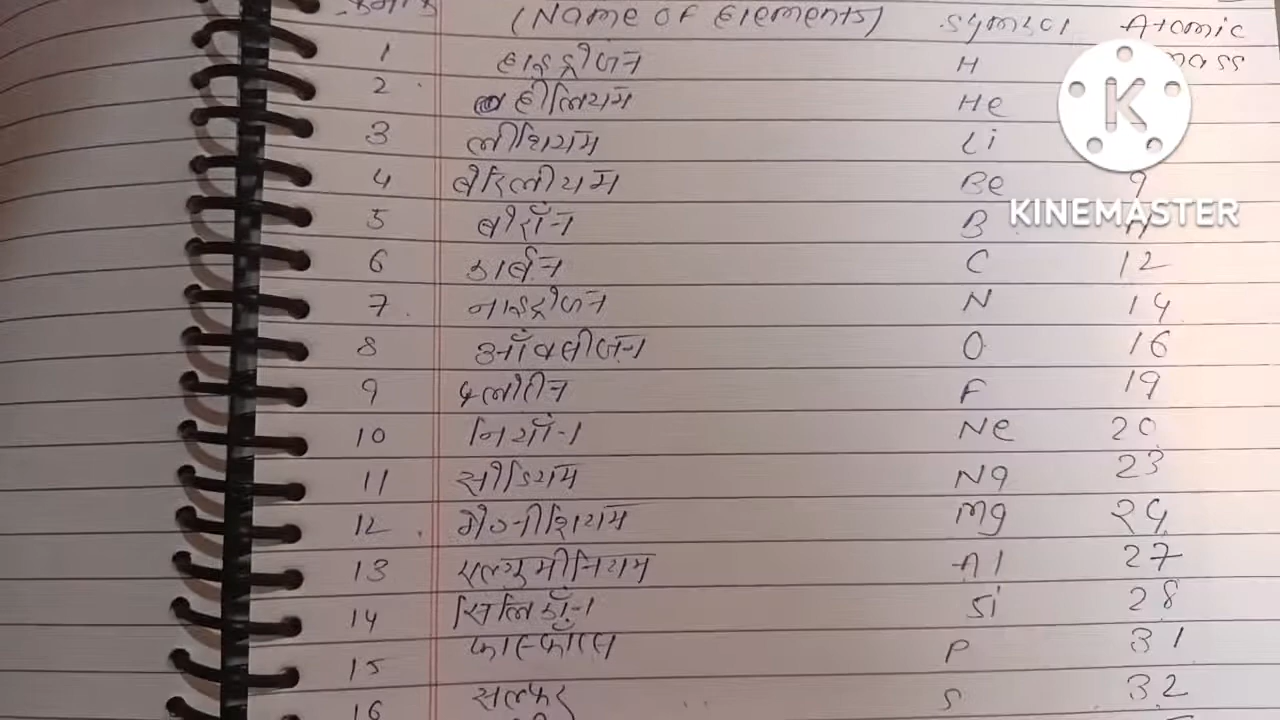 (Name of Elements) Symbol Atomic
1 हाइड्रोजन H mass
2 हीलियम He
3 लीथियम Li
4 बेरिलीयम Be 9
KINEMASTER
5 बोरॉन B
6 कार्बन C 12
7 नाइट्रोजन N 14
8 ऑक्सीजन O 16
9 फ्लोरीन F 19
10 नियॉन Ne 20
11 सोडियम Na 23
12 मैग्नीशियम Mg 24
13 एल्युमीनियम Al 27
14 सिलिकॉन Si 28
15 फास्फोरस P 31
16 सल्फर S 32